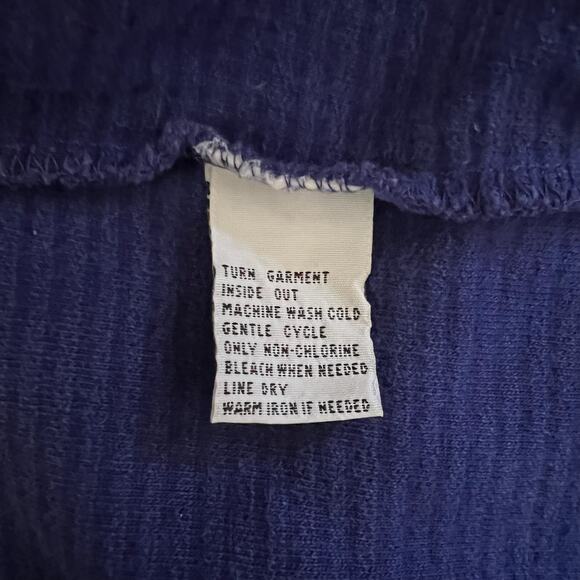 TURN GARMENT
INSIDE OUT
MACHINE WASH COLD
GENTLE CYCLE
ONLY NON-CHLORINE
BLEACH WHEN NEEDED
LINE DRY
WARM IRON IF NEEDED